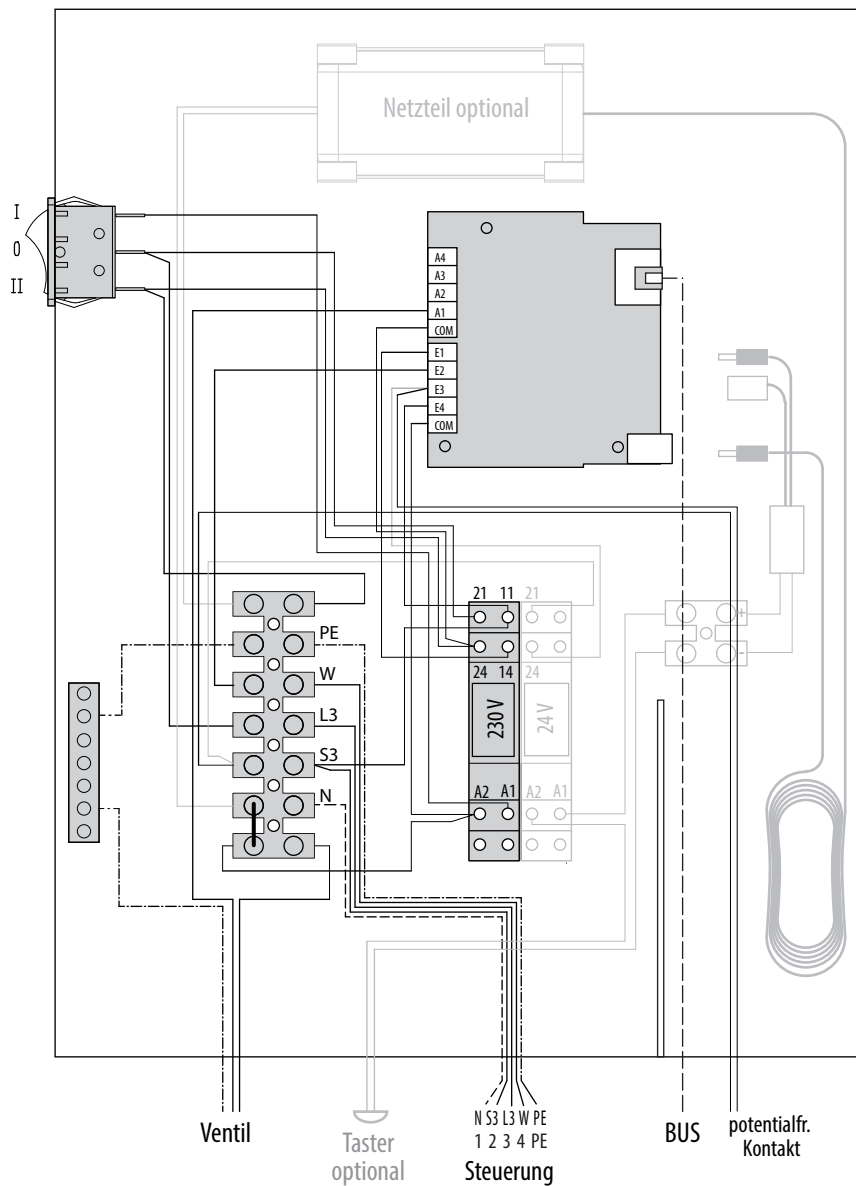 Netzteil optional
I
0
II
A4
A3
A2
A1
COM
E1
E2
E3
E4
COM
21 11 21
PE
W
L3
S3
N
24 14 24
230 V
24 V
A2 A1 A2 A1
+
-
N S3 L3 W PE
1 2 3 4 PE
Ventil
Taster
optional
Steuerung
BUS
potentialfr.
Kontakt